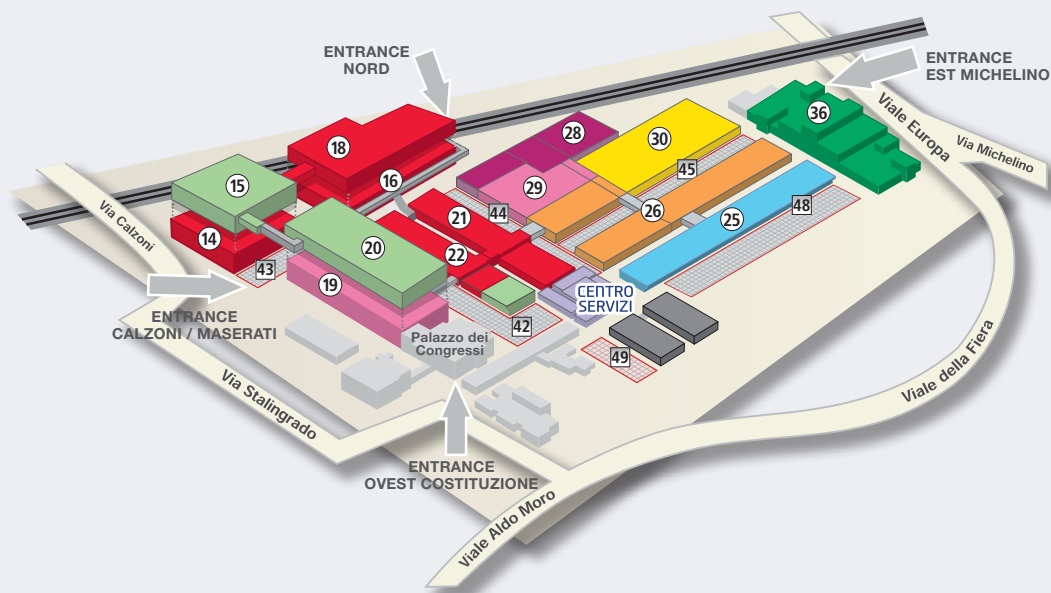 ENTRANCE
NORD
ENTRANCE
EST MICHELINO
Viale Europa
Via Michelino
36
28
30
18
16
45
15
29
26
48
21
44
25
14
20
22
43
19
CENTRO
SERVIZI
42
49
Via Calzoni
ENTRANCE
CALZONI / MASERATI
Palazzo dei
Congressi
Via Stalingrado
Viale della Fiera
ENTRANCE
OVEST COSTITUZIONE
Viale Aldo Moro